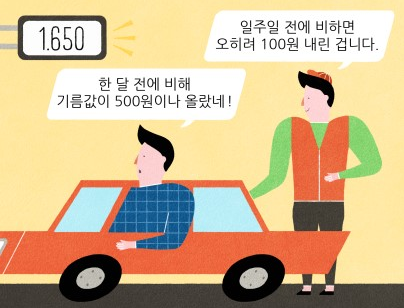 1.650
일주일 전에 비하면
오히려 100원 내린 겁니다.
한 달 전에 비해
기름값이 500원이나 올랐네!